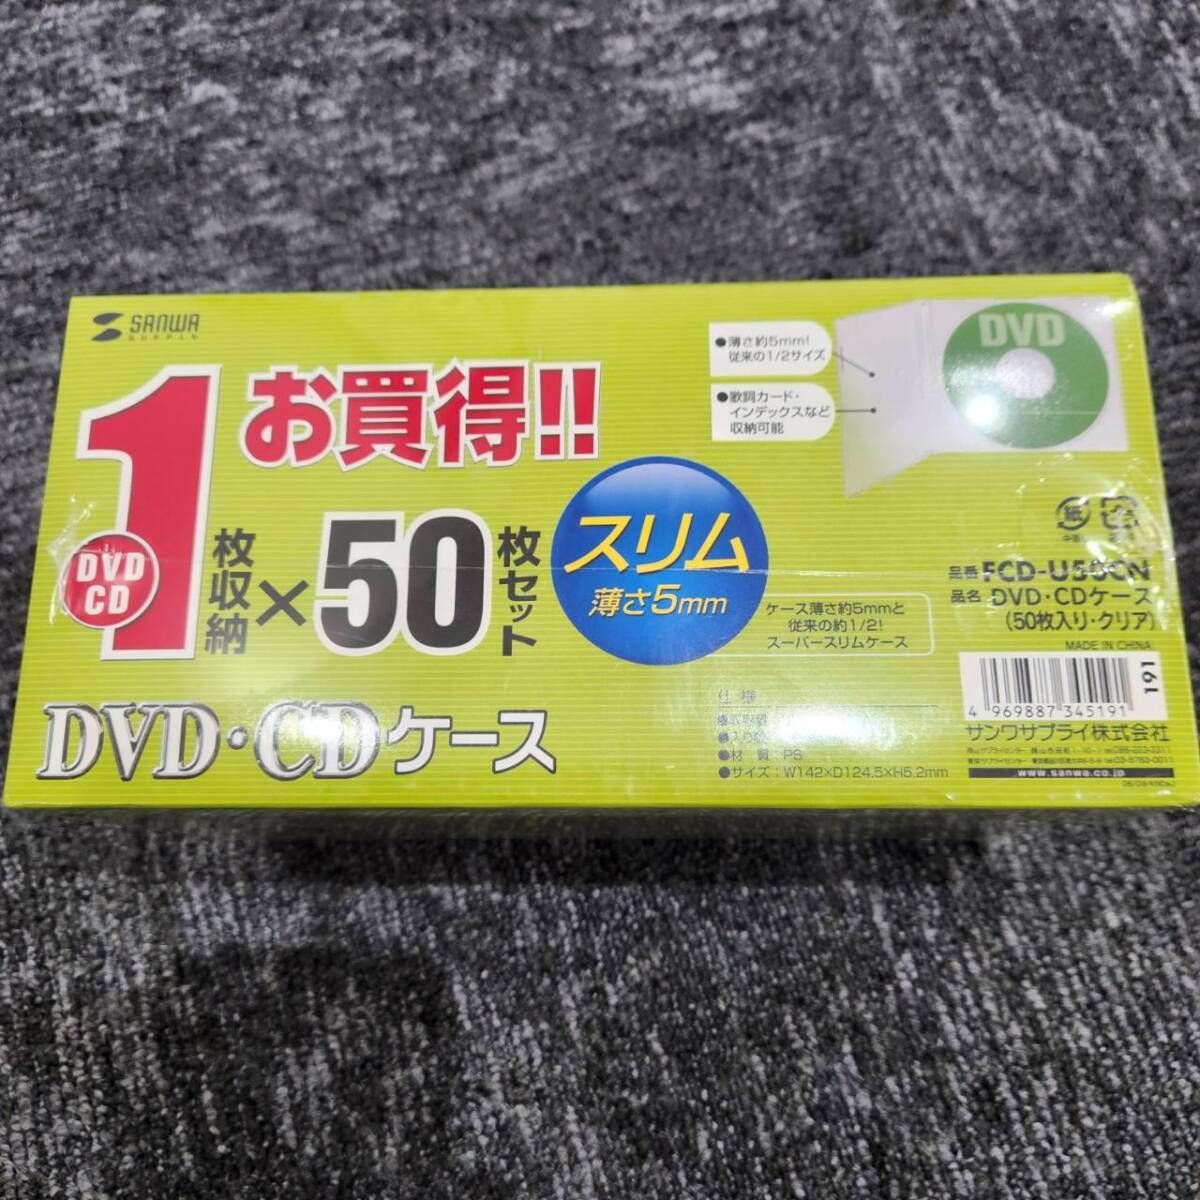 SANWA
SUPPLY
お買得!!
1枚収納×50枚セット
DVD
CD
スリム
薄さ5mm
DVD・CDケース
●薄さ約5mm!
従来の1/2サイズ
●歌詞カード・
インデックスなど
収納可能
DVD
ケース薄さ約5mmと
従来の約1/2!
スーパースリムケース
紙
品番 FCD-U50CN
品名 DVD・CDケース
(50枚入り・クリア)
MADE IN CHINA
仕様
●材 質:PS
●サイズ:W142×D124.5×H5.2mm
4 969887 345191
191
サンワサプライ株式会社
www.sanwa.co.jp